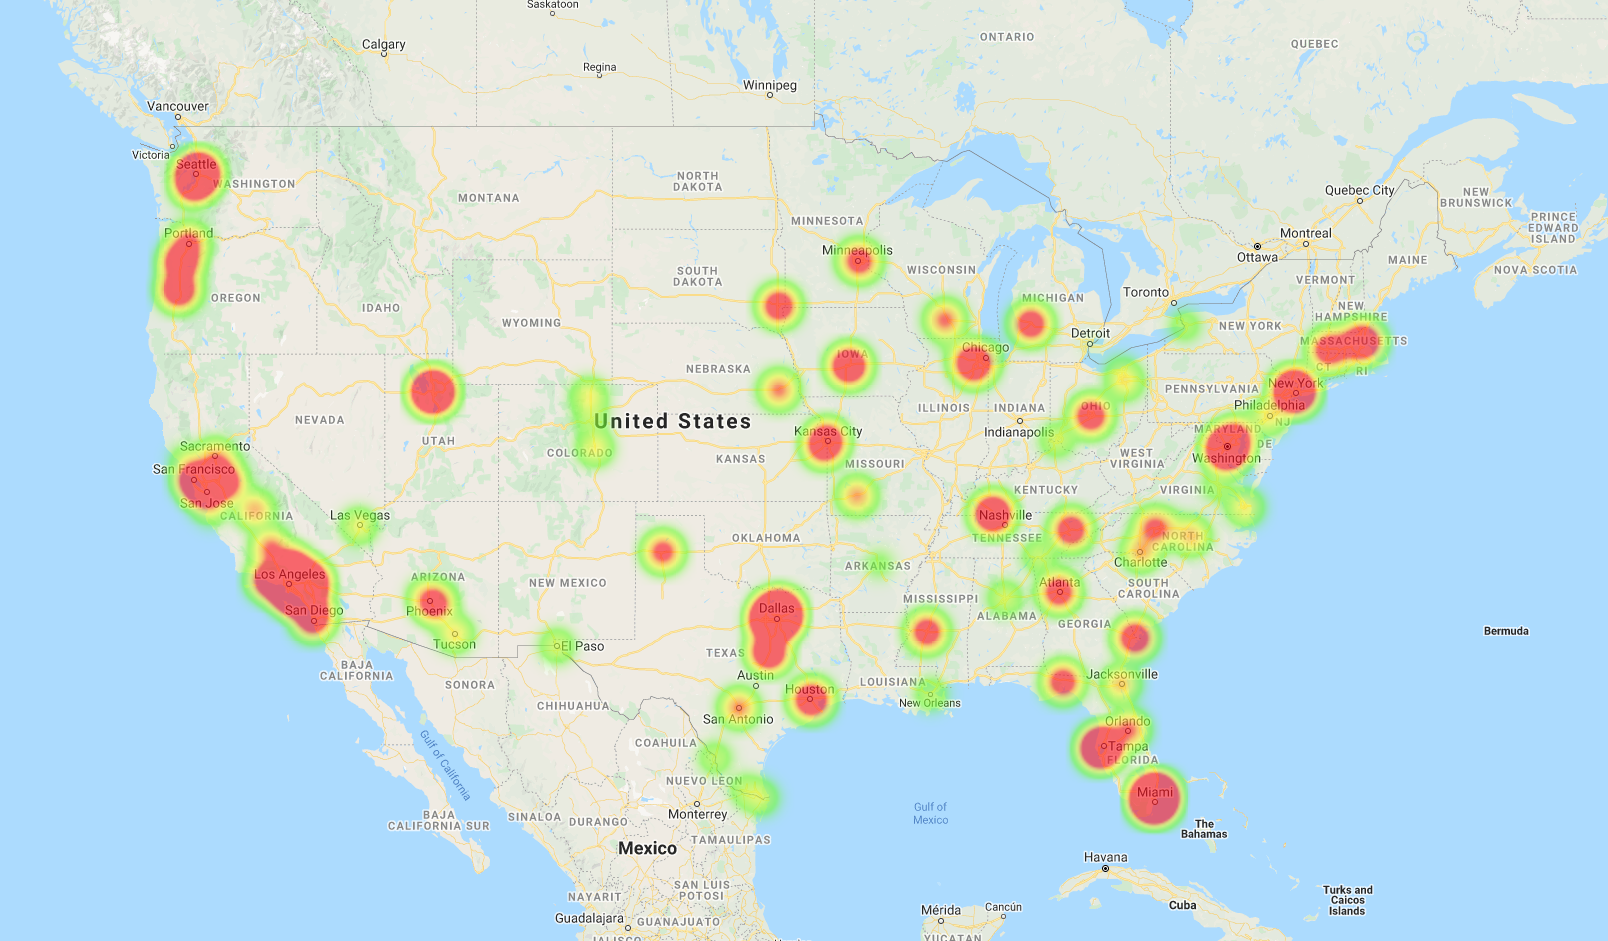 Saskatoon
Calgary
ONTARIO
QUEBEC
Regina
Winnipeg
Vancouver
Victoria
Seattle
WASHINGTON
MONTANA
NORTH
DAKOTA
MINNESOTA
Quebec City
NEW
BRUNSWICK
PRINCE
EDWARD
ISLAND
Portland
Minneapolis
Montreal
Ottawa
MAINE
NOVA SCOTIA
SOUTH
DAKOTA
WISCONSIN
VERMONT
OREGON
IDAHO
WYOMING
MICHIGAN
Toronto
NEW
HAMPSHIRE
NEW YORK
Detroit
MASSACHUSETTS
Chicago
IOWA
NEBRASKA
CT
RI
PENNSYLVANIA
New York
Philadelphia
NJ
NEVADA
UTAH
United States
ILLINOIS
INDIANA
OHIO
Indianapolis
MARYLAND
DE
Washington
Sacramento
San Francisco
San Jose
CALIFORNIA
COLORADO
KANSAS
Kansas City
MISSOURI
WEST
VIRGINIA
KENTUCKY
VIRGINIA
Las Vegas
Nashville
TENNESSEE
NORTH
CAROLINA
Charlotte
OKLAHOMA
ARKANSAS
Los Angeles
San Diego
ARIZONA
Phoenix
NEW MEXICO
Tucson
El Paso
Dallas
TEXAS
MISSISSIPPI
ALABAMA
Atlanta
SOUTH
CAROLINA
GEORGIA
Bermuda
Austin
Houston
San Antonio
LOUISIANA
New Orleans
Jacksonville
Orlando
Tampa
FLORIDA
Miami
BAJA
CALIFORNIA
SONORA
CHIHUAHUA
COAHUILA
NUEVO LEON
Gulf of California
Gulf of
Mexico
BAJA
CALIFORNIA SUR
SINALOA
DURANGO
Monterrey
TAMAULIPAS
The
Bahamas
Mexico
Havana
SAN LUIS
POTOSI
NAYARIT
Guadalajara
GUANAJUATO
JALISCO
Mérida
Cancún
YUCATAN
Cuba
Turks and
Caicos
Islands